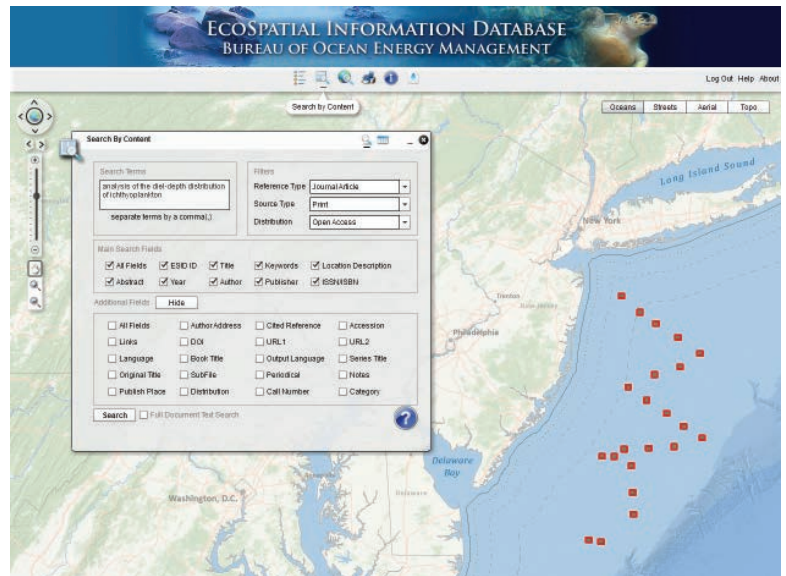 ECOSPATIAL INFORMATION DATABASE
BUREAU OF OCEAN ENERGY MANAGEMENT
Log Out Help About
Search by Content
Oceans Streets Aerial Topo
Search By Content
Search Terms
analysis of the diel-depth distribution
of ichthyoplankton
separate terms by a comma(,)
Filters
Reference Type Journal Article
Source Type Print
Distribution Open Access
Main Search Fields
All Fields ESID ID Title Keywords Location Description
Abstract Year Author Publisher ISSN/ISBN
Additional Fields Hide
All Fields Author Address Cited Reference Accession
Links DOI URL1 URL2
Language Book Title Output Language Series Title
Original Title SubFile Periodical Notes
Publish Place Distribution Call Number Category
Search Full Document Text Search
?
Long Island Sound
New York
Trenton
New Jersey
Philadelphia
Delaware
Bay
Delaware
Washington, D.C.